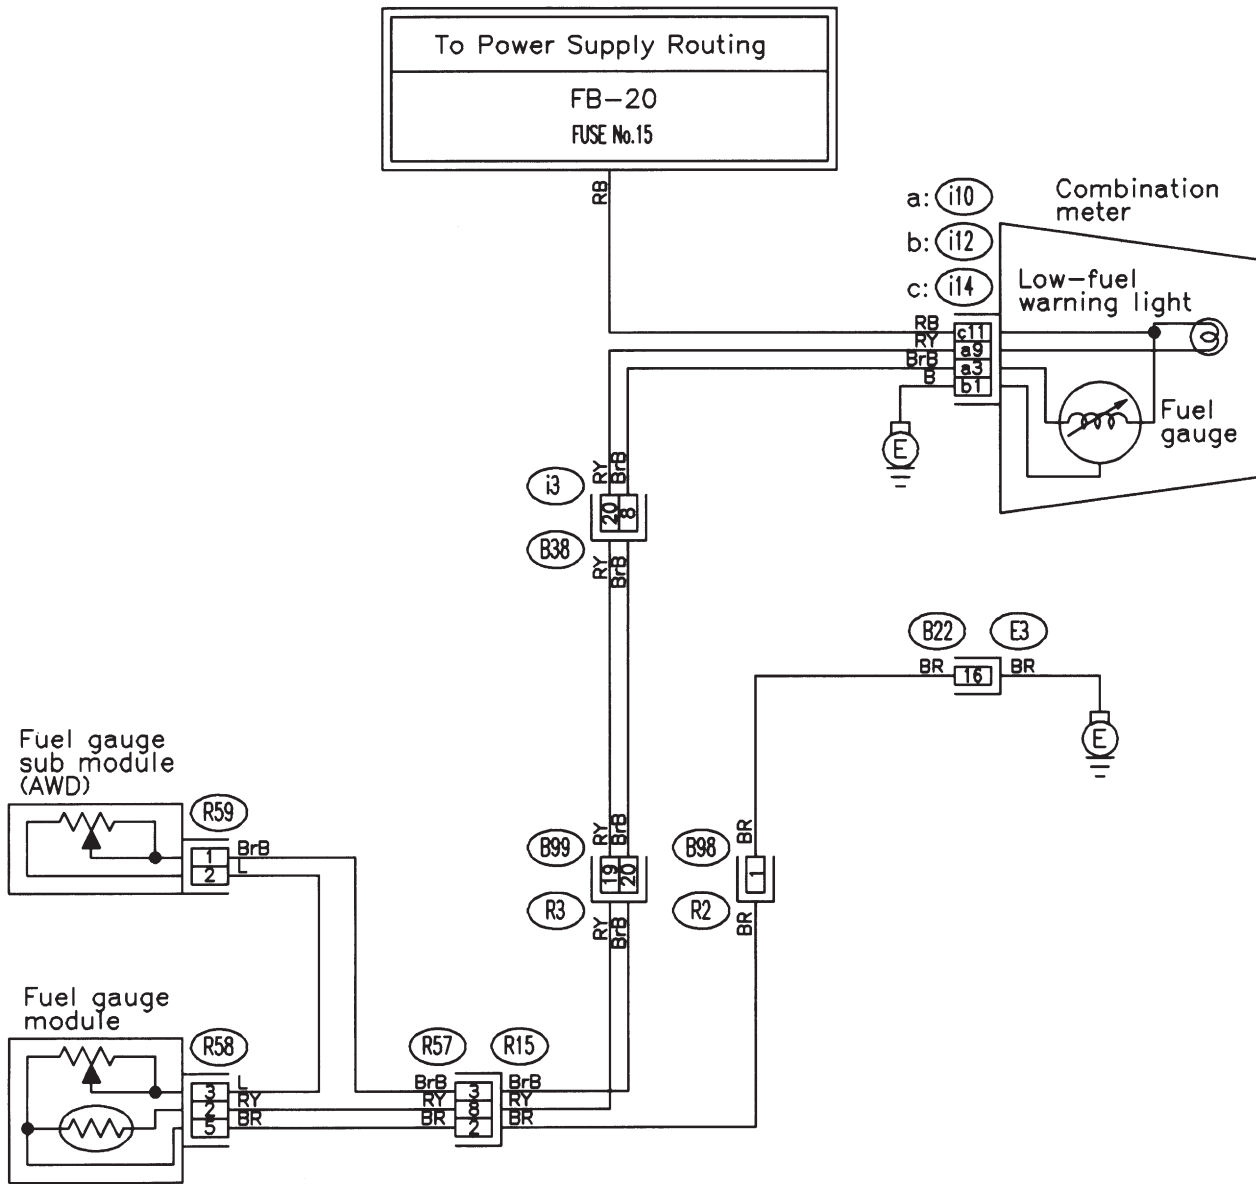 To Power Supply Routing
FB-20
FUSE No.15
RB
a: i10
b: i12
c: i14
Combination
meter
Low-fuel
warning light
RB
RY
BrB
B
c11
a9
a3
b1
Fuel
gauge
E
i3
RY
BrB
20
8
B38
RY
BrB
B22
E3
BR
16
BR
E
Fuel gauge
sub module
(AWD)
R59
1
2
BrB
L
B99
RY
BrB
19
20
R3
RY
BrB
B98
BR
1
R2
BR
Fuel gauge
module
R58
3
2
5
L
RY
BR
R57
R15
BrB
RY
BR
3
8
2
BrB
RY
BR